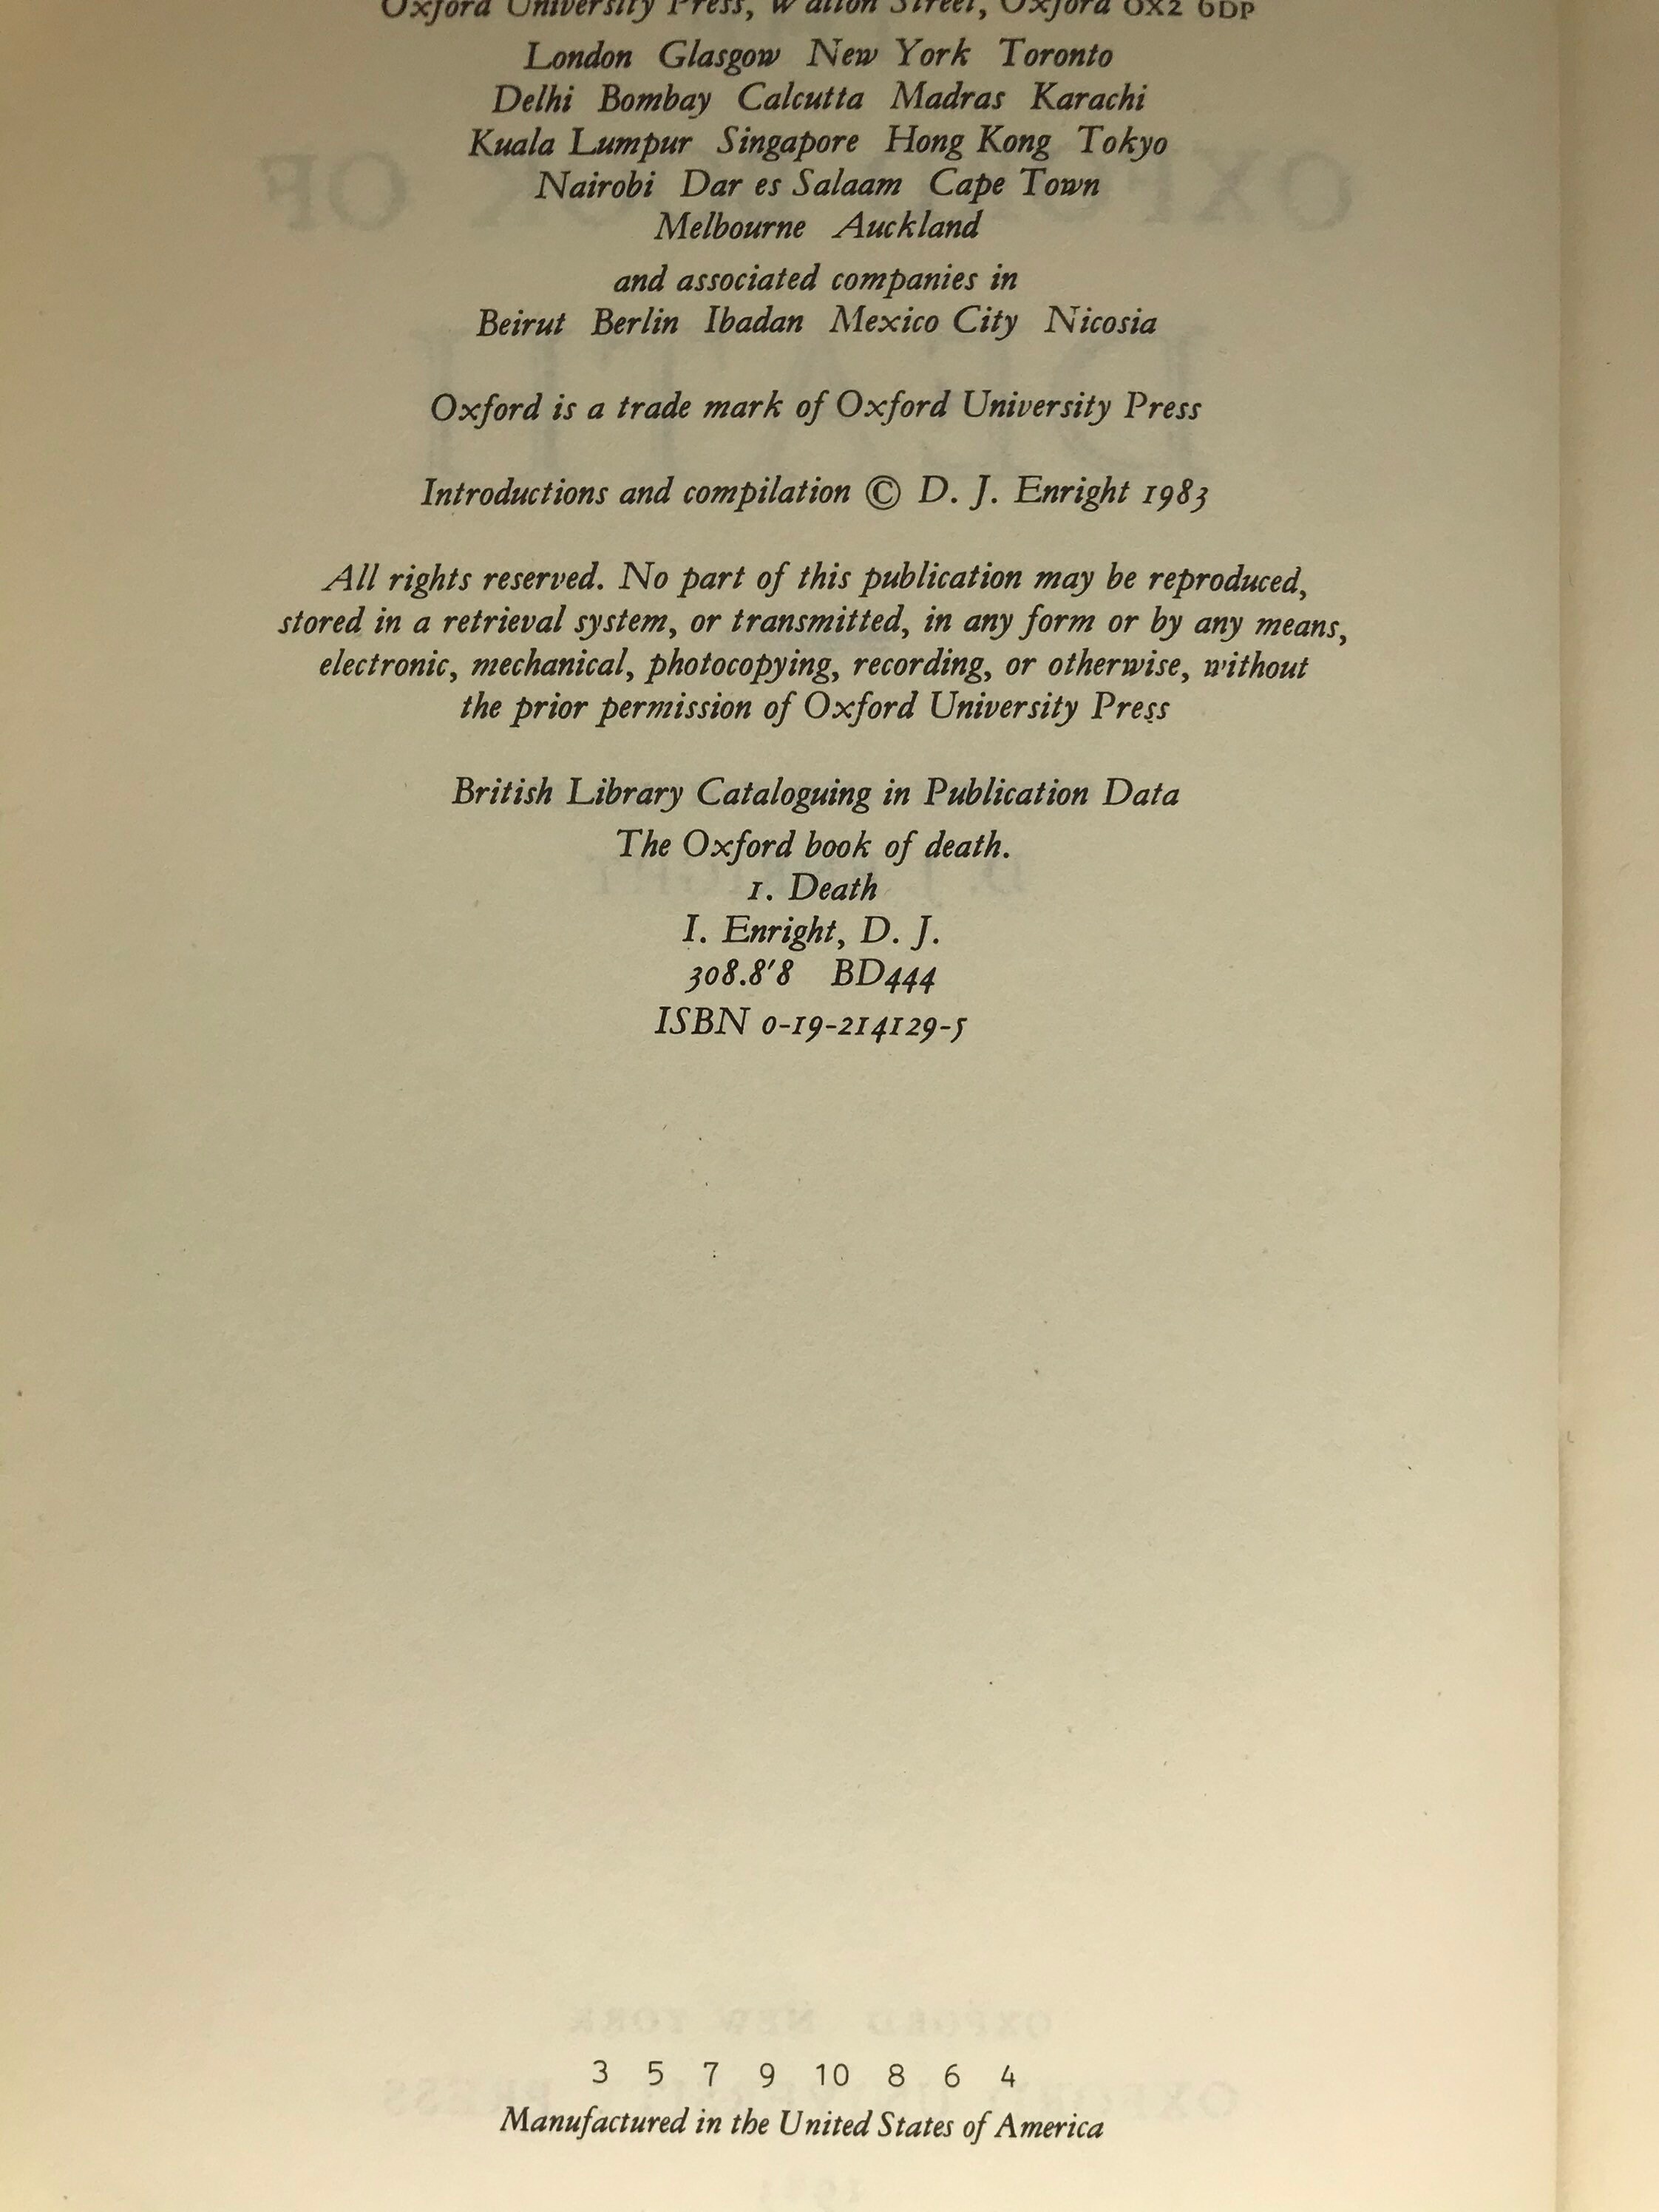 Oxford University Press, Walton Street, Oxford OX2 6DP
London Glasgow New York Toronto
Delhi Bombay Calcutta Madras Karachi
Kuala Lumpur Singapore Hong Kong Tokyo
Nairobi Dar es Salaam Cape Town
Melbourne Auckland
and associated companies in
Beirut Berlin Ibadan Mexico City Nicosia
Oxford is a trade mark of Oxford University Press
Introductions and compilation © D. J. Enright 1983
All rights reserved. No part of this publication may be reproduced,
stored in a retrieval system, or transmitted, in any form or by any means,
electronic, mechanical, photocopying, recording, or otherwise, without
the prior permission of Oxford University Press
British Library Cataloguing in Publication Data
The Oxford book of death.
1. Death
I. Enright, D. J.
308.8'8 BD444
ISBN 0-19-214129-5
3 5 7 9 10 8 6 4
Manufactured in the United States of America